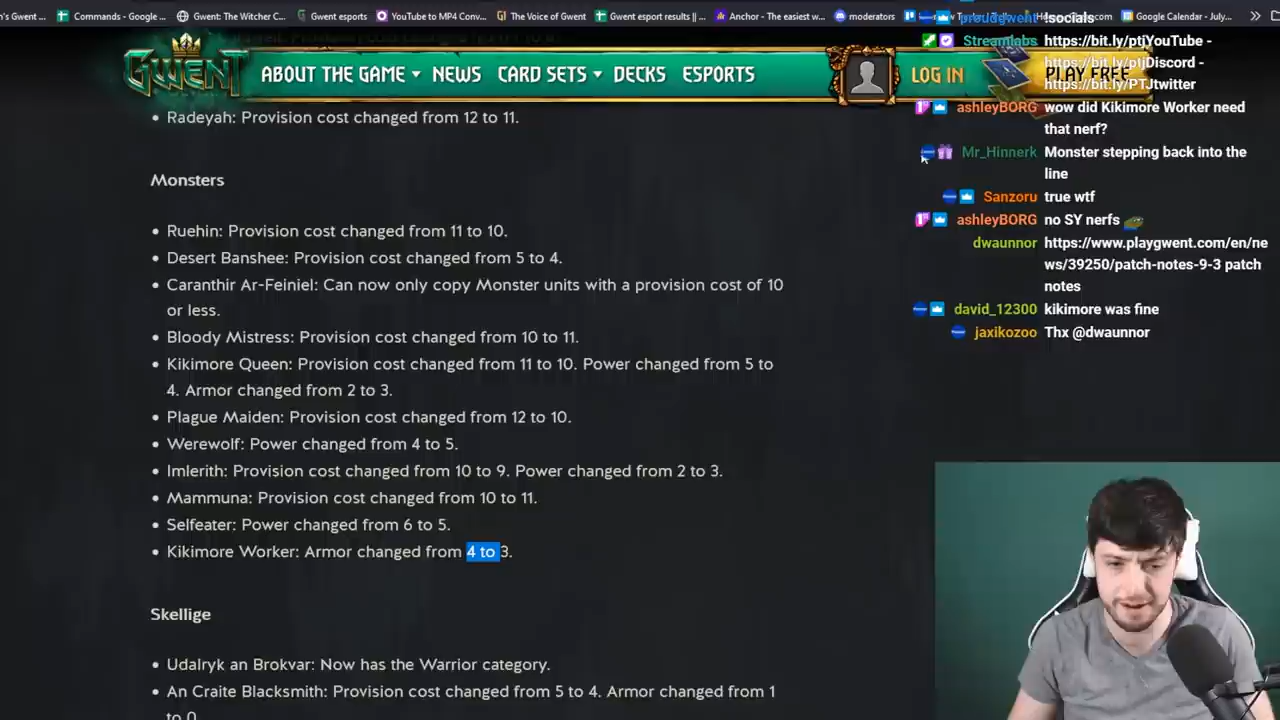 n's Gwent ...
Commands - Google ...
Gwent: The Witcher C...
Gwent esports
YouTube to MP4 Conv...
The Voice of Gwent
Gwent esport results || ...
Anchor - The easiest w...
moderators
Google Calendar - July...
GWENT
ABOUT THE GAME
NEWS
CARD SETS
DECKS
ESPORTS
LOG IN
PLAY FREE
• Radeyah: Provision cost changed from 12 to 11.
Monsters
• Ruehin: Provision cost changed from 11 to 10.
• Desert Banshee: Provision cost changed from 5 to 4.
• Caranthir Ar-Feiniel: Can now only copy Monster units with a provision cost of 10
or less.
• Bloody Mistress: Provision cost changed from 10 to 11.
• Kikimore Queen: Provision cost changed from 11 to 10. Power changed from 5 to
4. Armor changed from 2 to 3.
• Plague Maiden: Provision cost changed from 12 to 10.
• Werewolf: Power changed from 4 to 5.
• Imlerith: Provision cost changed from 10 to 9. Power changed from 2 to 3.
• Mammuna: Provision cost changed from 10 to 11.
• Selfeater: Power changed from 6 to 5.
• Kikimore Worker: Armor changed from 4 to 3.
Skellige
• Udalryk an Brokvar: Now has the Warrior category.
• An Craite Blacksmith: Provision cost changed from 5 to 4. Armor changed from 1
to 0.
proudgwent !socials
Streamlabs https://bit.ly/ptjYouTube -
https://bit.ly/ptjDiscord -
https://bit.ly/PTJtwitter
ashleyBORG wow did Kikimore Worker need
that nerf?
Mr_Hinnerk Monster stepping back into the
line
Sanzoru true wtf
ashleyBORG no SY nerfs
dwaunnor https://www.playgwent.com/en/ne
ws/39250/patch-notes-9-3 patch
notes
david_12300 kikimore was fine
jaxikozoo Thx @dwaunnor